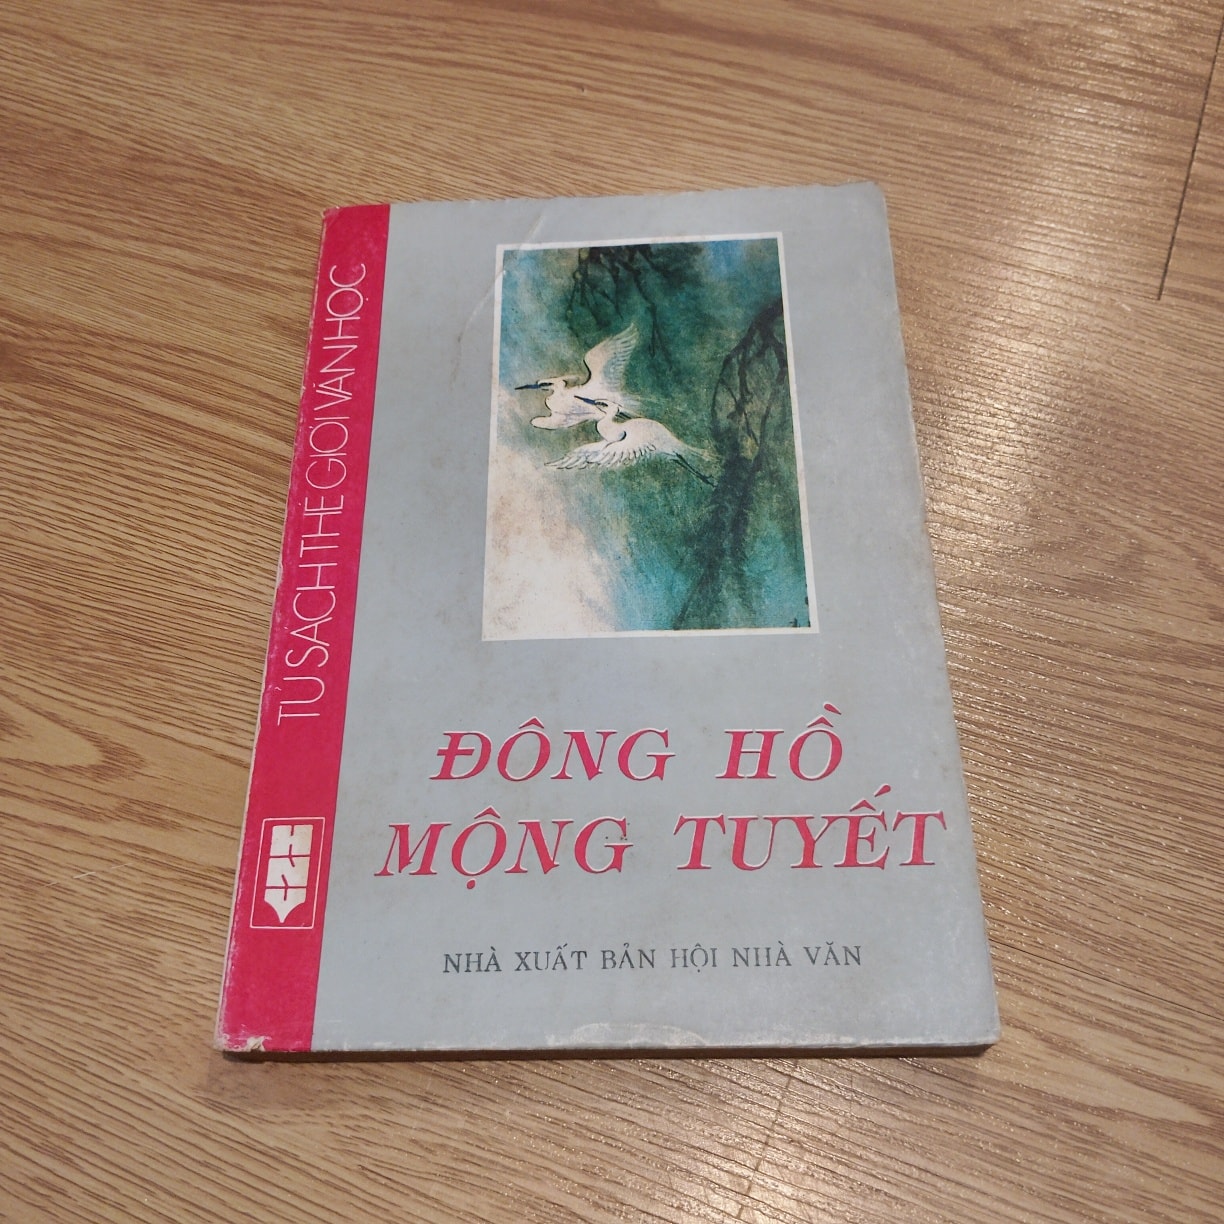 TỦ SÁCH THẾ GIỚI VĂN HỌC
ĐÔNG HỒ
MỘNG TUYẾT
NHÀ XUẤT BẢN HỘI NHÀ VĂN